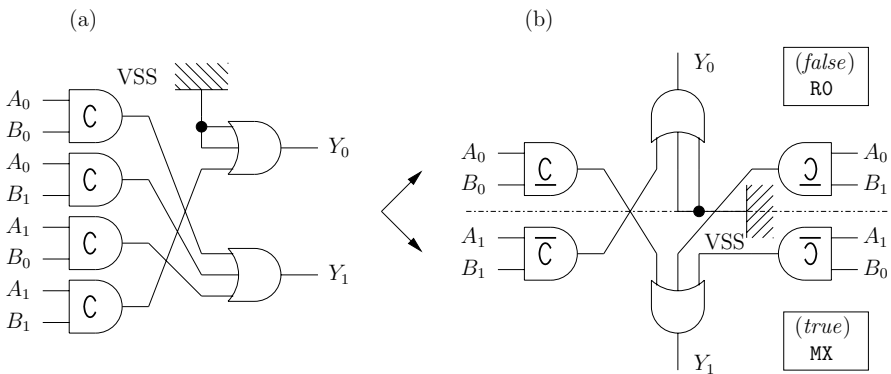 (a)
VSS
A₀
B₀
C
A₀
B₁
C
A₁
B₀
C
A₁
B₁
C
Y₀
Y₁
(b)
Y₀
(false)
R0
A₀
B₀
C
A₁
B₁
C
C
A₀
B₁
VSS
C
A₁
B₀
Y₁
(true)
MX